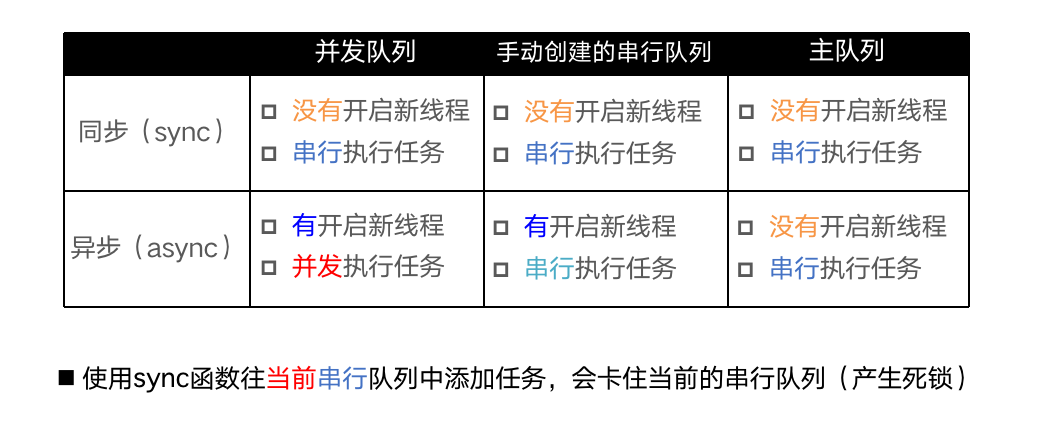 并发队列 手动创建的串行队列 主队列
同步（sync）
没有开启新线程
串行执行任务
没有开启新线程
串行执行任务
没有开启新线程
串行执行任务
异步（async）
有开启新线程
并发执行任务
有开启新线程
串行执行任务
没有开启新线程
串行执行任务
使用sync函数往当前串行队列中添加任务，会卡住当前的串行队列（产生死锁）